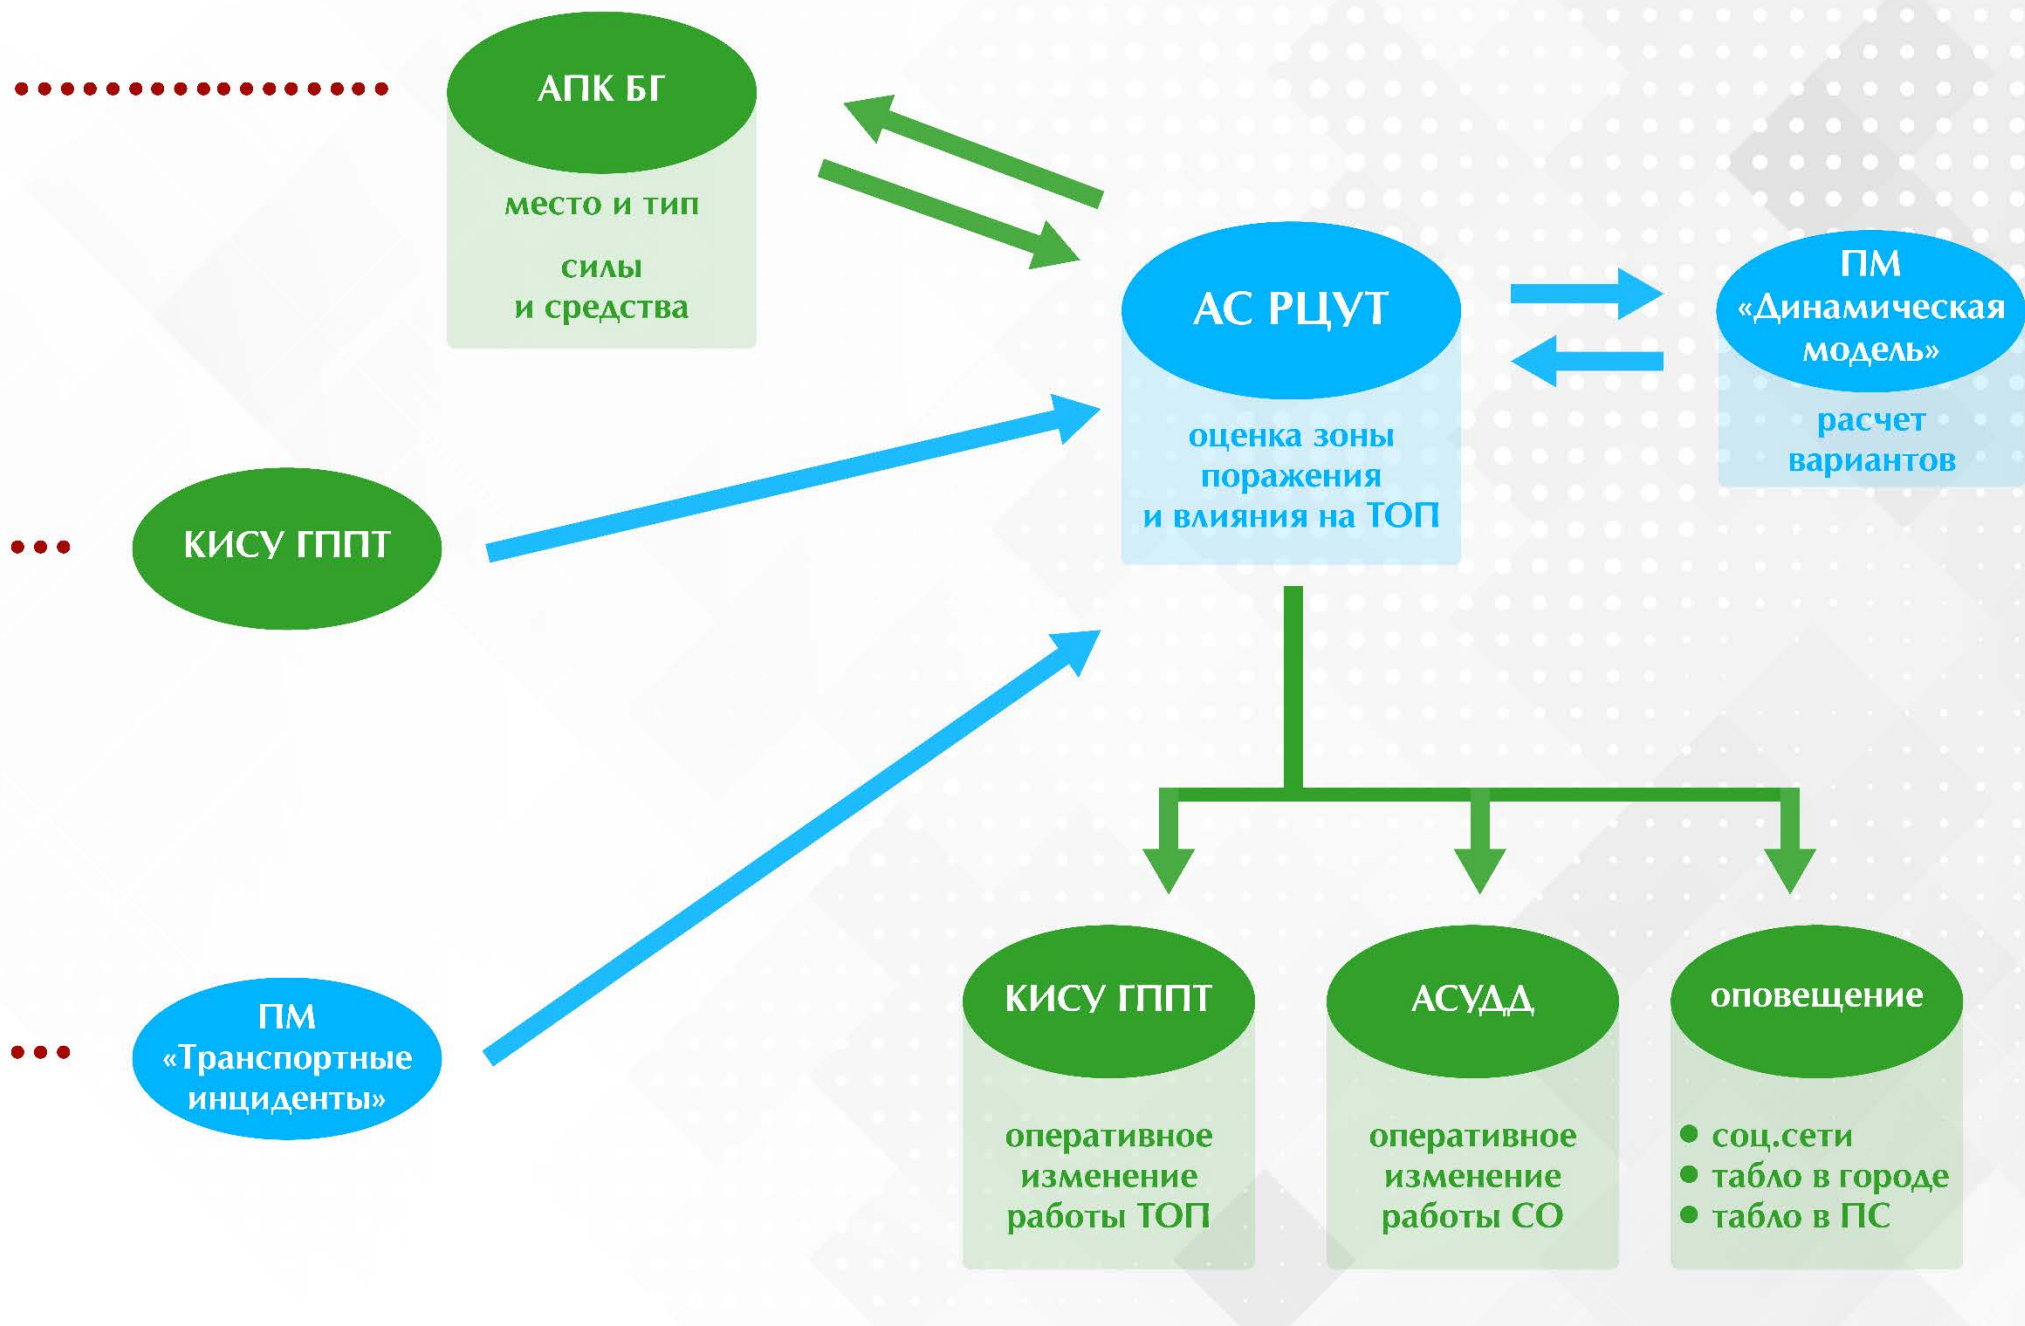 АПК БГ
место и тип
силы
и средства
АС РЦУТ
оценка зоны
поражения
и влияния на ТОП
ПМ
«Динамическая
модель»
расчет
вариантов
КИСУ ГППТ
ПМ
«Транспортные
инциденты»
КИСУ ГППТ
оперативное
изменение
работы ТОП
АСУДД
оперативное
изменение
работы СО
оповещение
● соц.сети
● табло в городе
● табло в ПС